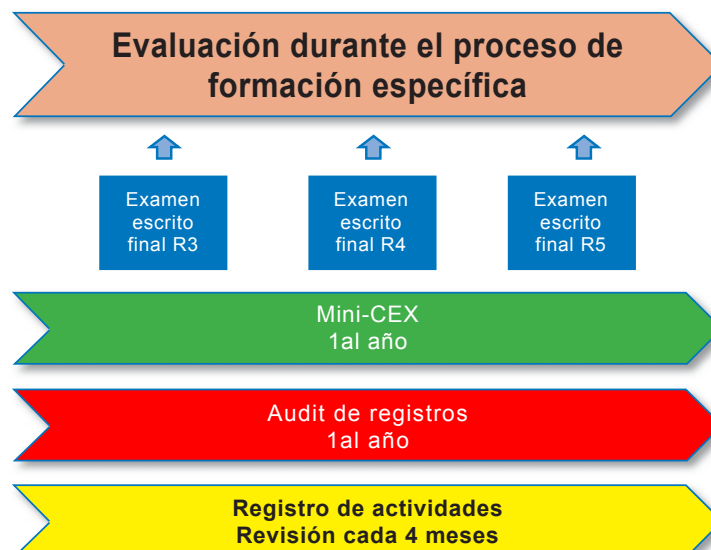 Evaluación durante el proceso de
formación específica
Examen
escrito
final R3
Examen
escrito
final R4
Examen
escrito
final R5
Mini-CEX
1al año
Audit de registros
1al año
Registro de actividades
Revisión cada 4 meses